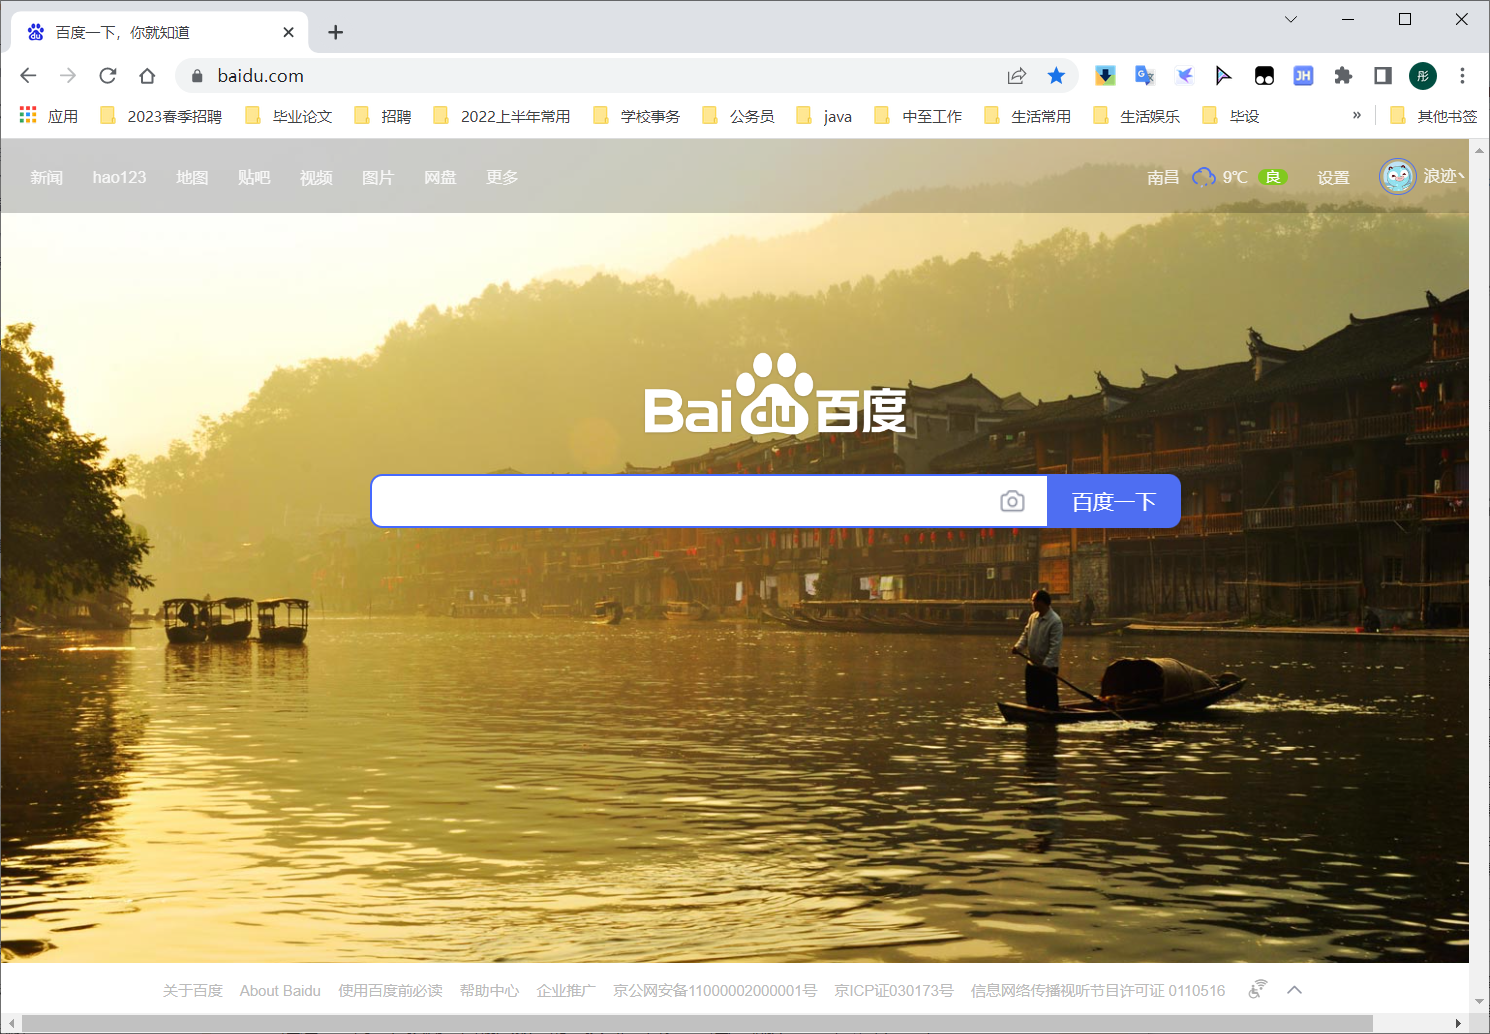 百度一下，你就知道
baidu.com
彤
应用 2023春季招聘 毕业论文 招聘 2022上半年常用 学校事务 公务员 java 中至工作 生活常用 生活娱乐 毕设 » 其他书签
新闻 hao123 地图 贴吧 视频 图片 网盘 更多 南昌 9℃ 良 设置 浪迹丶
Bai du 百度
百度一下
关于百度 About Baidu 使用百度前必读 帮助中心 企业推广 京公网安备11000002000001号 京ICP证030173号 信息网络传播视听节目许可证 0110516